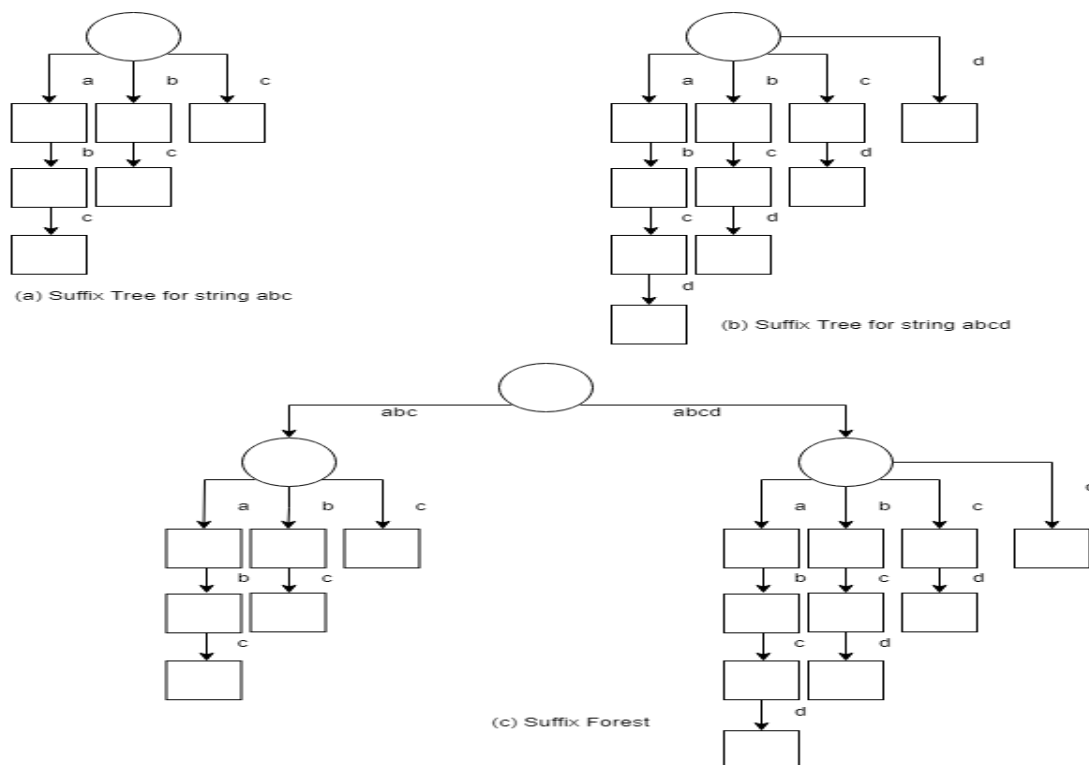 a b c
b c
c
(a) Suffix Tree for string abc
d
a b c
b c d
c d
d
(b) Suffix Tree for string abcd
abc abcd
a b c
b c
c
a b c
b c d
c d
d
(c) Suffix Forest